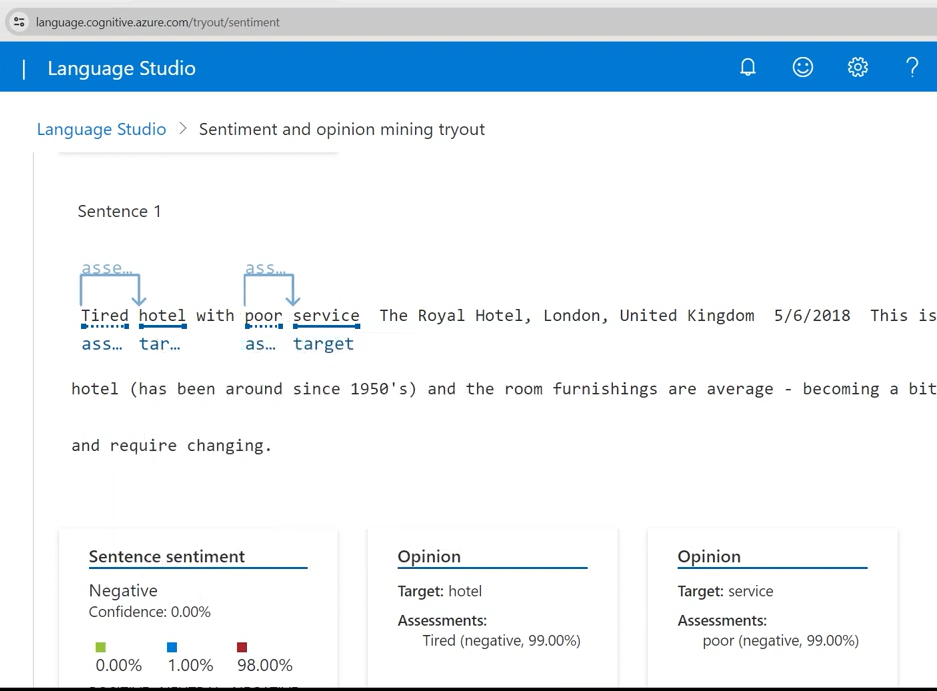 language.cognitive.azure.com/tryout/sentiment
Language Studio
Language Studio > Sentiment and opinion mining tryout
Sentence 1
asse... ass...
Tired hotel with poor service The Royal Hotel, London, United Kingdom 5/6/2018 This is
ass... tar... as... target
hotel (has been around since 1950's) and the room furnishings are average - becoming a bit
and require changing.
Sentence sentiment
Negative
Confidence: 0.00%
0.00% 1.00% 98.00%
POSITIVE NEUTRAL NEGATIVE
Opinion
Target: hotel
Assessments:
Tired (negative, 99.00%)
Opinion
Target: service
Assessments:
poor (negative, 99.00%)